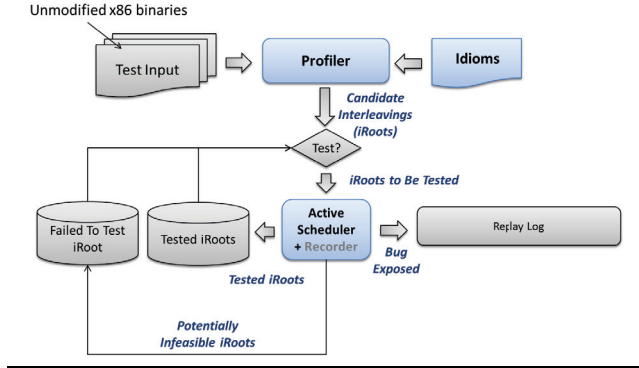 Unmodified x86 binaries
Test Input
Profiler
Idioms
Candidate
Interleavings
(iRoots)
Test?
iRoots to Be Tested
Failed To Test
iRoot
Tested iRoots
Active
Scheduler
+ Recorder
Replay Log
Bug
Exposed
Tested iRoots
Potentially
Infeasible iRoots